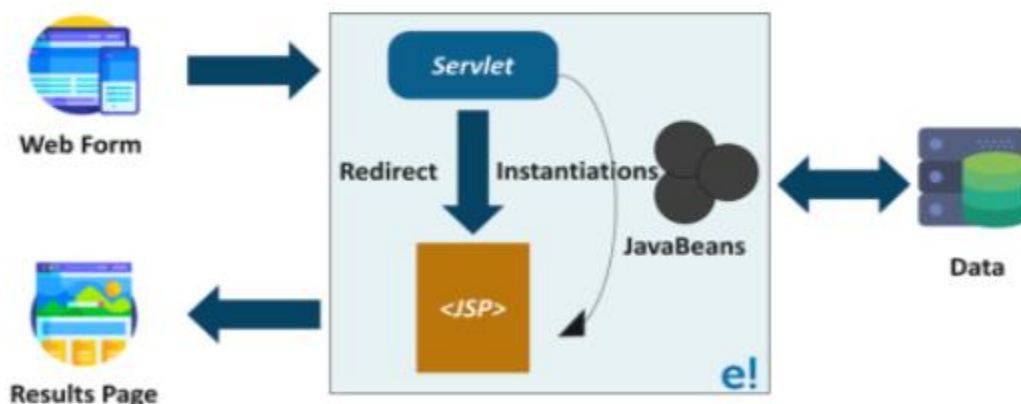 Servlet
Web Form
Redirect
Instantiations
JavaBeans
Data
<JSP>
e!
Results Page